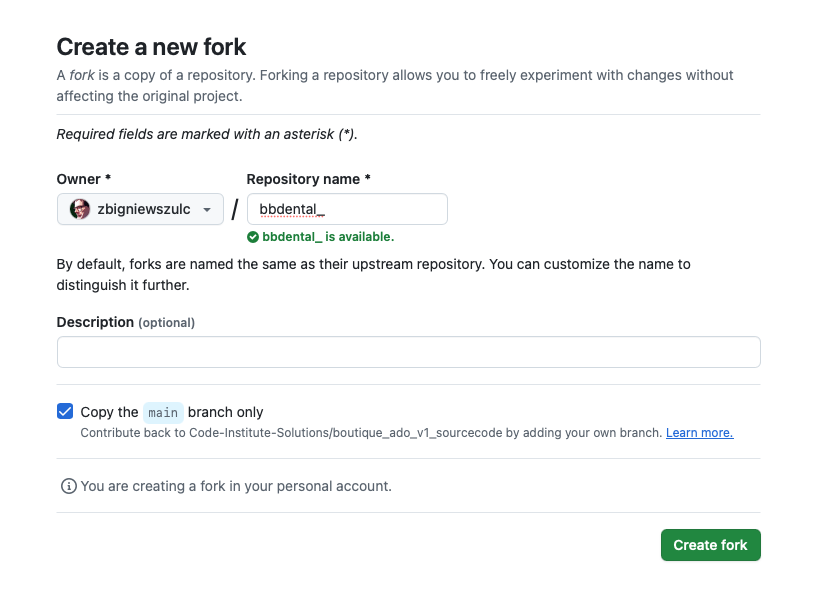 Create a new fork
A fork is a copy of a repository. Forking a repository allows you to freely experiment with changes without
affecting the original project.
Required fields are marked with an asterisk (*).
Owner * Repository name *
zbigniewszulc / bbdental_
bbdental_ is available.
By default, forks are named the same as their upstream repository. You can customize the name to
distinguish it further.
Description (optional)
Copy the main branch only
Contribute back to Code-Institute-Solutions/boutique_ado_v1_sourcecode by adding your own branch. Learn more.
You are creating a fork in your personal account.
Create fork